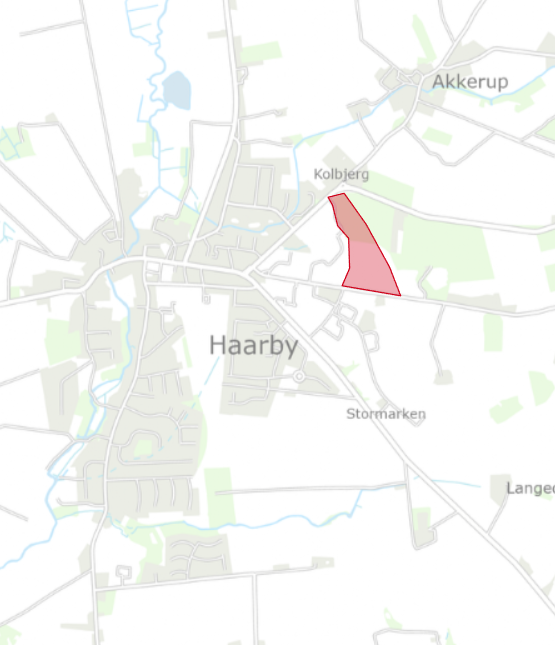 Akkerup
Kolbjerg
Haarby
Stormarken
Langed